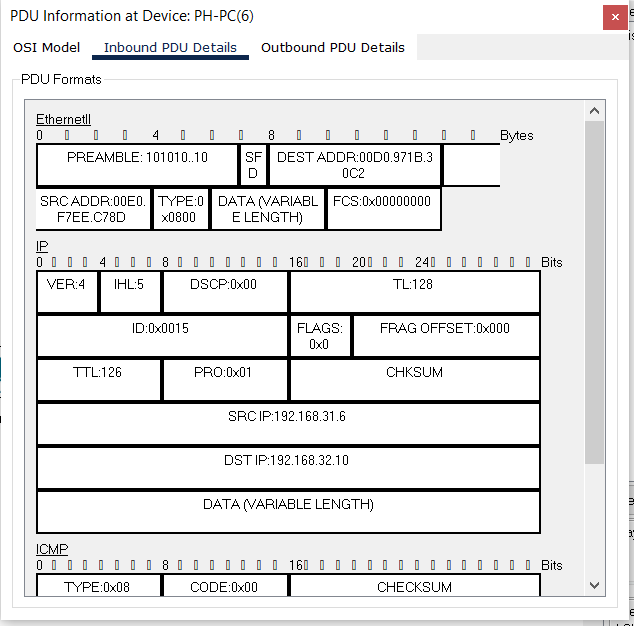 PDU Information at Device: PH-PC(6)
OSI Model Inbound PDU Details Outbound PDU Details
PDU Formats
EthernetII
0 4 8 Bytes
PREAMBLE: 101010..10 SF DEST ADDR:00D0.971B.3
D 0C2
SRC ADDR:00E0. TYPE:0 DATA (VARIABL FCS:0x00000000
F7EE.C78D x0800 E LENGTH)
IP
0 4 8 16 20 24 Bits
VER:4 IHL:5 DSCP:0x00 TL:128
ID:0x0015 FLAGS: FRAG OFFSET:0x000
0x0
TTL:126 PRO:0x01 CHKSUM
SRC IP:192.168.31.6
DST IP:192.168.32.10
DATA (VARIABLE LENGTH)
ICMP
0 8 16 Bits
TYPE:0x08 CODE:0x00 CHECKSUM